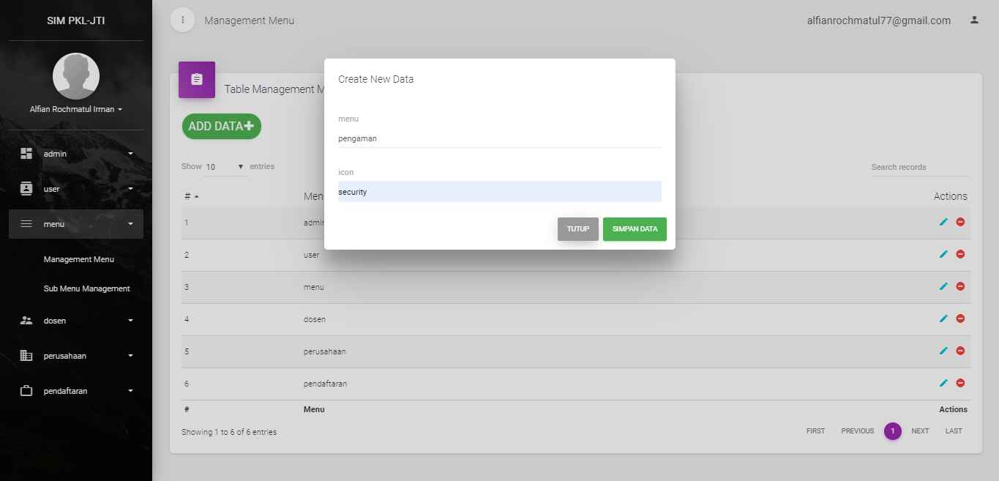 SIM PKL-JTI
Alfian Rochmatul Irman
admin
user
menu
Management Menu
Sub Menu Management
dosen
perusahaan
pendaftaran
Management Menu
alfianrochmatul77@gmail.com
Table Management M
ADD DATA+
Show 10 entries
Search records
# Men Actions
1 admin
2 user
3 menu
4 dosen
5 perusahaan
6 pendaftaran
# Menu Actions
Showing 1 to 6 of 6 entries
FIRST PREVIOUS 1 NEXT LAST
Create New Data
menu
pengaman
icon
security
TUTUP SIMPAN DATA